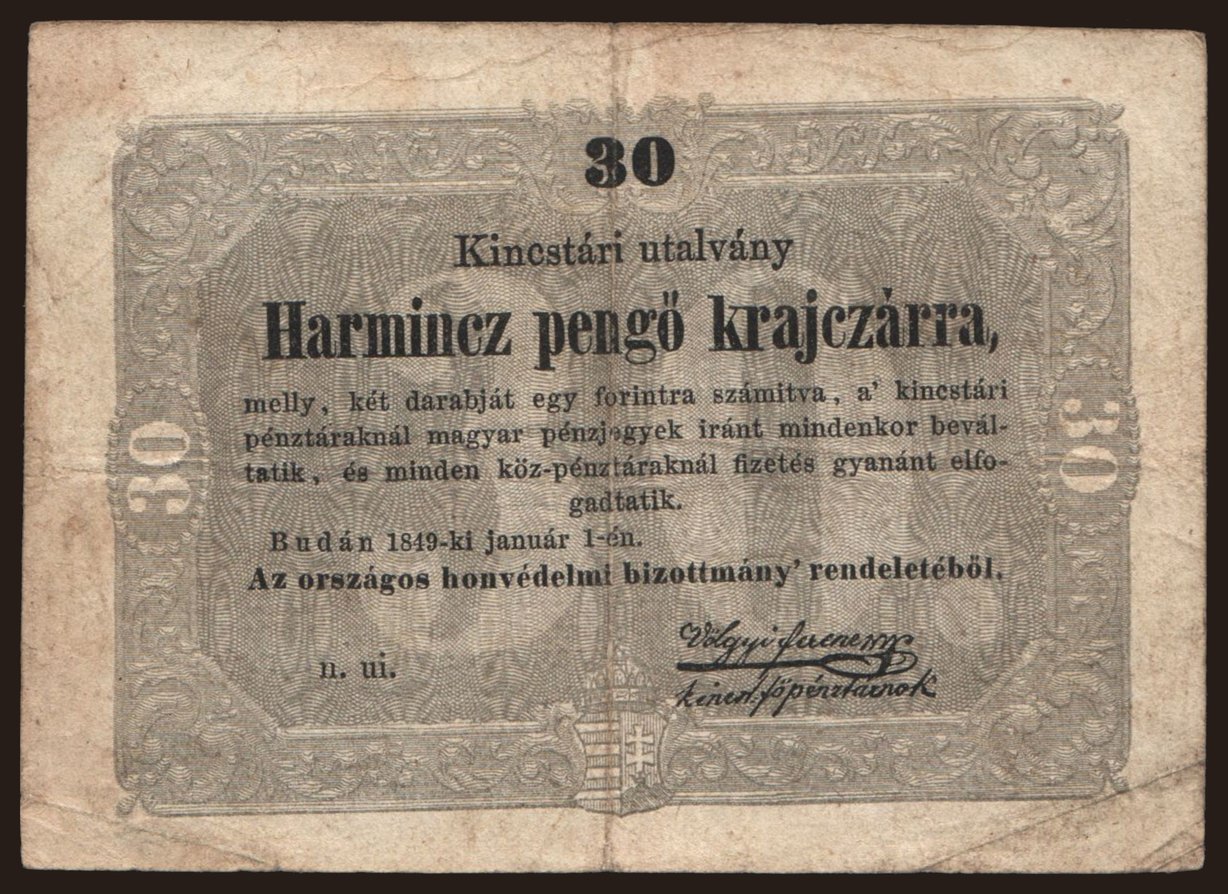 30
Kincstári utalvány
Harmincz pengő krajczárra,
melly, két darabját egy forintra számitva, a' kincstári
pénztáraknál magyar pénzjegyek iránt mindenkor bevál-
tatik, és minden köz-pénztáraknál fizetés gyanánt elfo-
gadtatik.
30
30
Budán 1849-ki január 1-én.
Az országos honvédelmi bizottmány' rendeletéből.
n. ui.
Völgyi
kincst. főpénztárnok